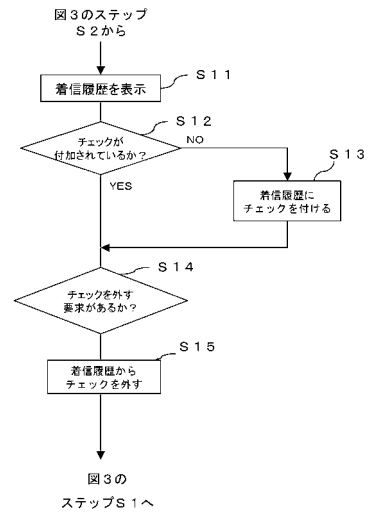 図3のステップ
S2から
S11
着信履歴を表示
S12
チェックが
付加されているか?
NO
YES
S13
着信履歴に
チェックを付ける
S14
チェックを外す
要求があるか?
S15
着信履歴から
チェックを外す
図3の
ステップS1へ